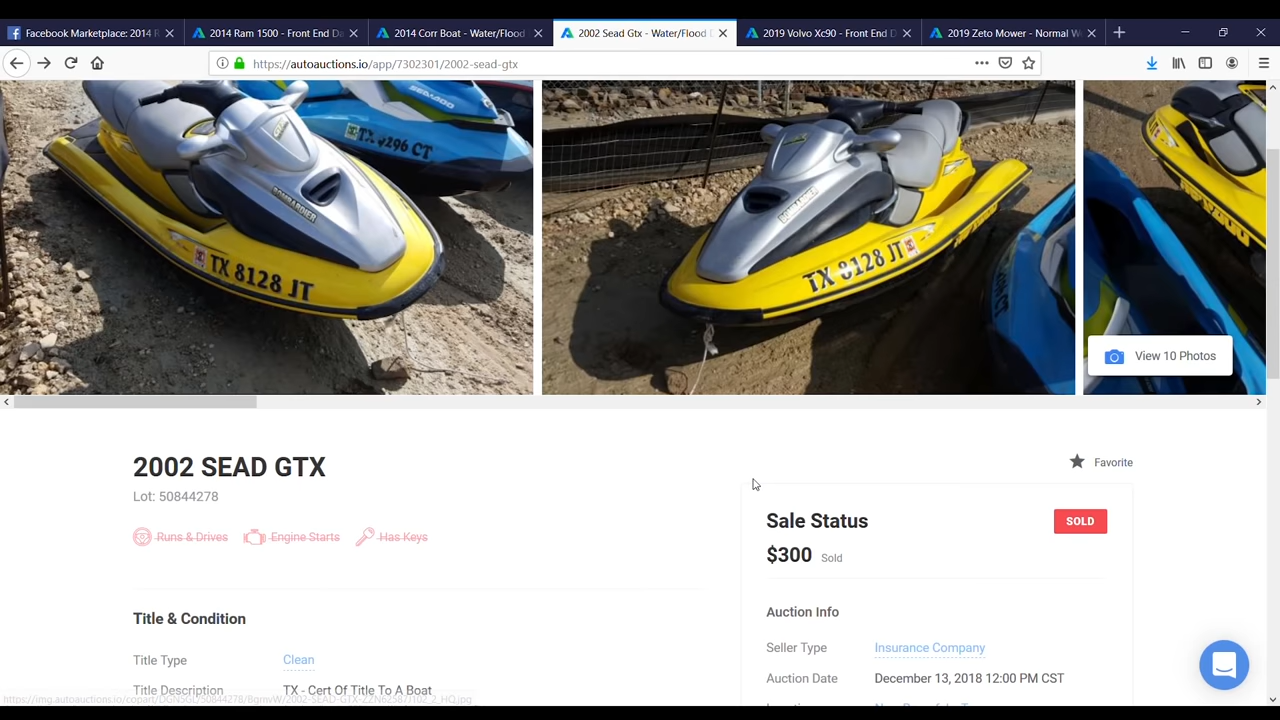 Facebook Marketplace: 2014 R
2014 Ram 1500 - Front End Da
2014 Corr Boat - Water/Flood
2002 Sead Gtx - Water/Flood D
2019 Volvo Xc90 - Front End D
2019 Zeto Mower - Normal W
https://autoauctions.io/app/7302301/2002-sead-gtx
SEADOO
TX 9296 CT
GTX
BOMBARDIER
TX 8128 JT
BOMBARDIER
TX 8128 JT
View 10 Photos
2002 SEAD GTX
Favorite
Lot: 50844278
Sale Status
SOLD
Runs & Drives
Engine Starts
Has Keys
$300 Sold
Title & Condition
Auction Info
Seller Type
Insurance Company
Title Type
Clean
Auction Date
December 13, 2018 12:00 PM CST
Title Description
TX - Cert Of Title To A Boat